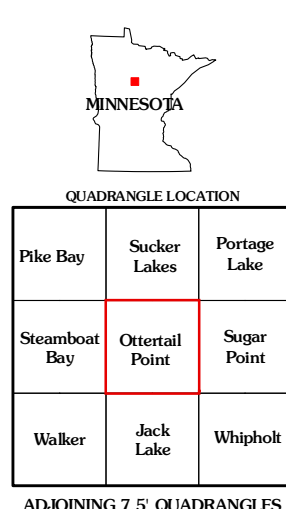 MINNESOTA
QUADRANGLE LOCATION
Pike Bay
Sucker
Lakes
Portage
Lake
Steamboat
Bay
Ottertail
Point
Sugar
Point
Walker
Jack
Lake
Whipholt
ADJOINING 7.5' QUADRANGLES